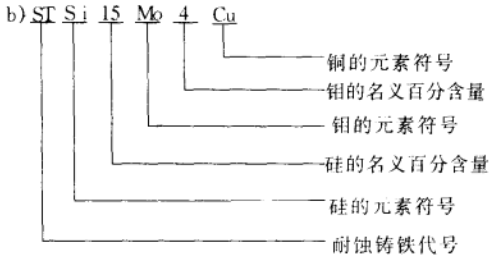 b) ST Si 15 Mo 4 Cu
铜的元素符号
钼的名义百分含量
钼的元素符号
硅的名义百分含量
硅的元素符号
耐蚀铸铁代号